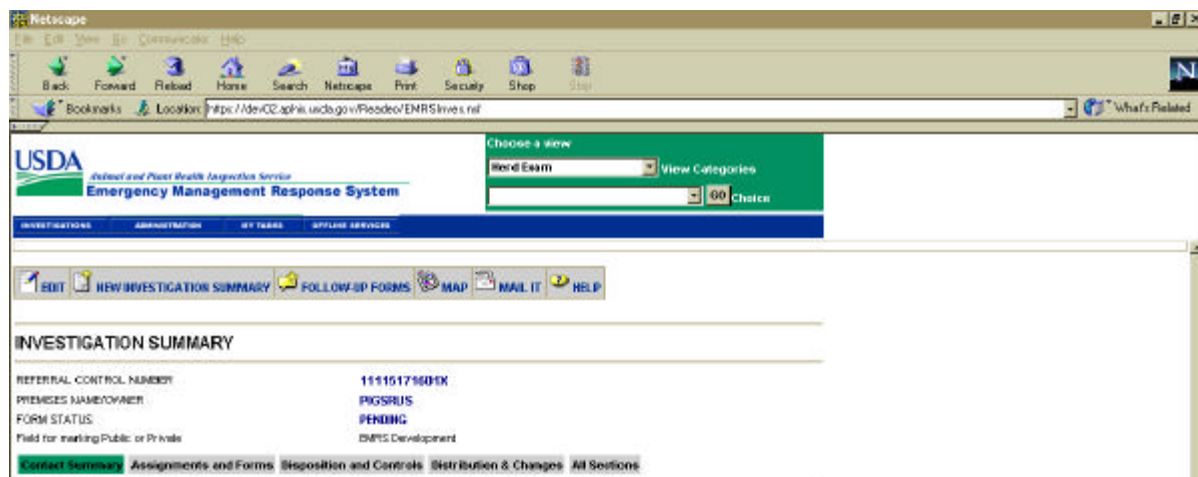 Netscape
File Edit View Go Communicator Help
Back Forward Reload Home Search Netscape Print Security Shop Stop
Bookmarks Location: https://dev02.aphis.usda.gov/Readeo/EMRSInves.nsf What's Related
Choose a view
USDA
Herd Exam View Categories
Animal and Plant Health Inspection Service
Emergency Management Response System
GO Choice
INVESTIGATIONS ADMINISTRATION MY TASKS OFFLINE SERVICES
EDIT NEW INVESTIGATION SUMMARY FOLLOW-UP FORMS MAP MAIL IT HELP
INVESTIGATION SUMMARY
REFERRAL CONTROL NUMBER 11115171601X
PREMISES NAME/OWNER PIGSRUS
FORM STATUS PENDING
Field for marking Public or Private EMRS Development
Contact Summary Assignments and Forms Disposition and Controls Distribution & Changes All Sections